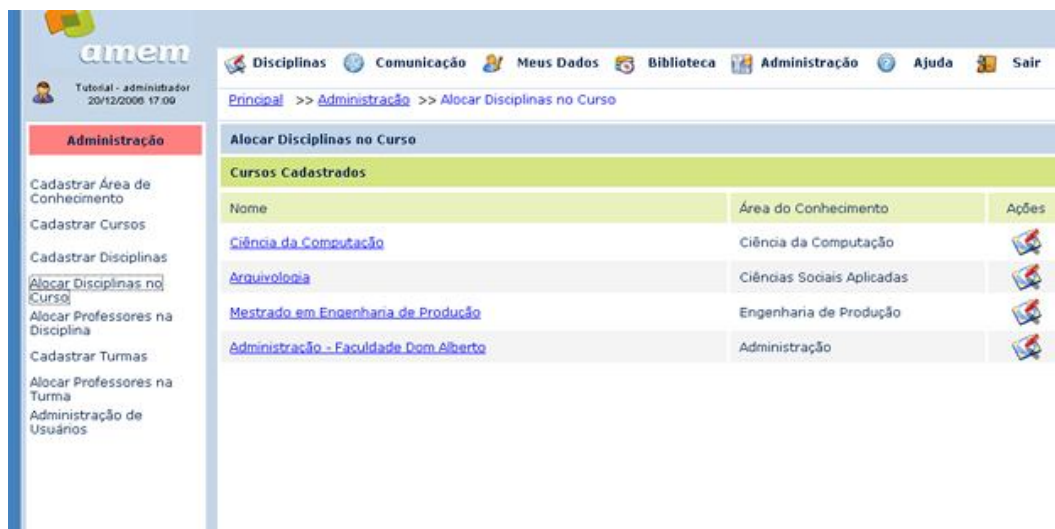 amem
Disciplinas Comunicação Meus Dados Biblioteca Administração Ajuda Sair
Tutorial - administrador
20/12/2006 17:09
Principal >> Administração >> Alocar Disciplinas no Curso
Administração
Cadastrar Área de
Conhecimento
Cadastrar Cursos
Cadastrar Disciplinas
Alocar Disciplinas no
Curso
Alocar Professores na
Disciplina
Cadastrar Turmas
Alocar Professores na
Turma
Administração de
Usuários
Alocar Disciplinas no Curso
Cursos Cadastrados
Nome Área do Conhecimento Ações
Ciência da Computação Ciência da Computação
Arquivologia Ciências Sociais Aplicadas
Mestrado em Engenharia de Produção Engenharia de Produção
Administração - Faculdade Dom Alberto Administração